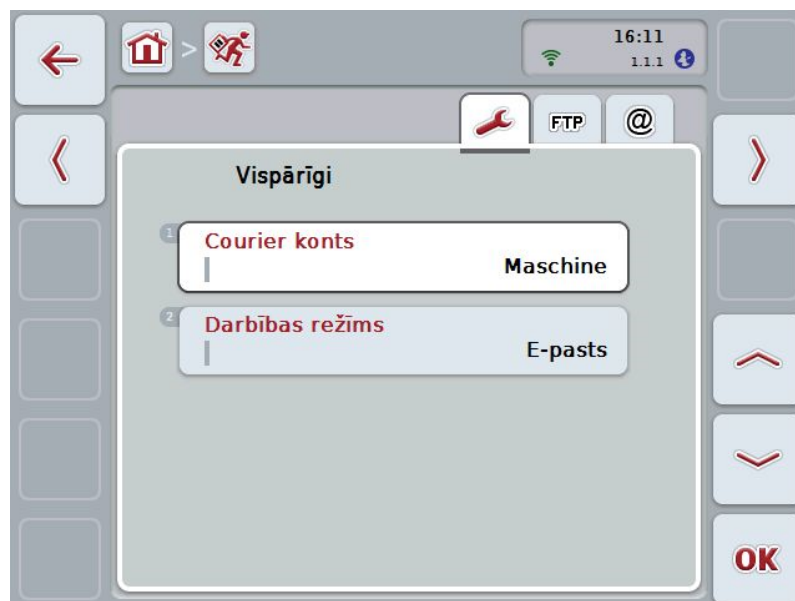 >
16:11
1.1.1
FTP
@
Vispārīgi
1
Courier konts
Maschine
2
Darbības režīms
E-pasts
OK